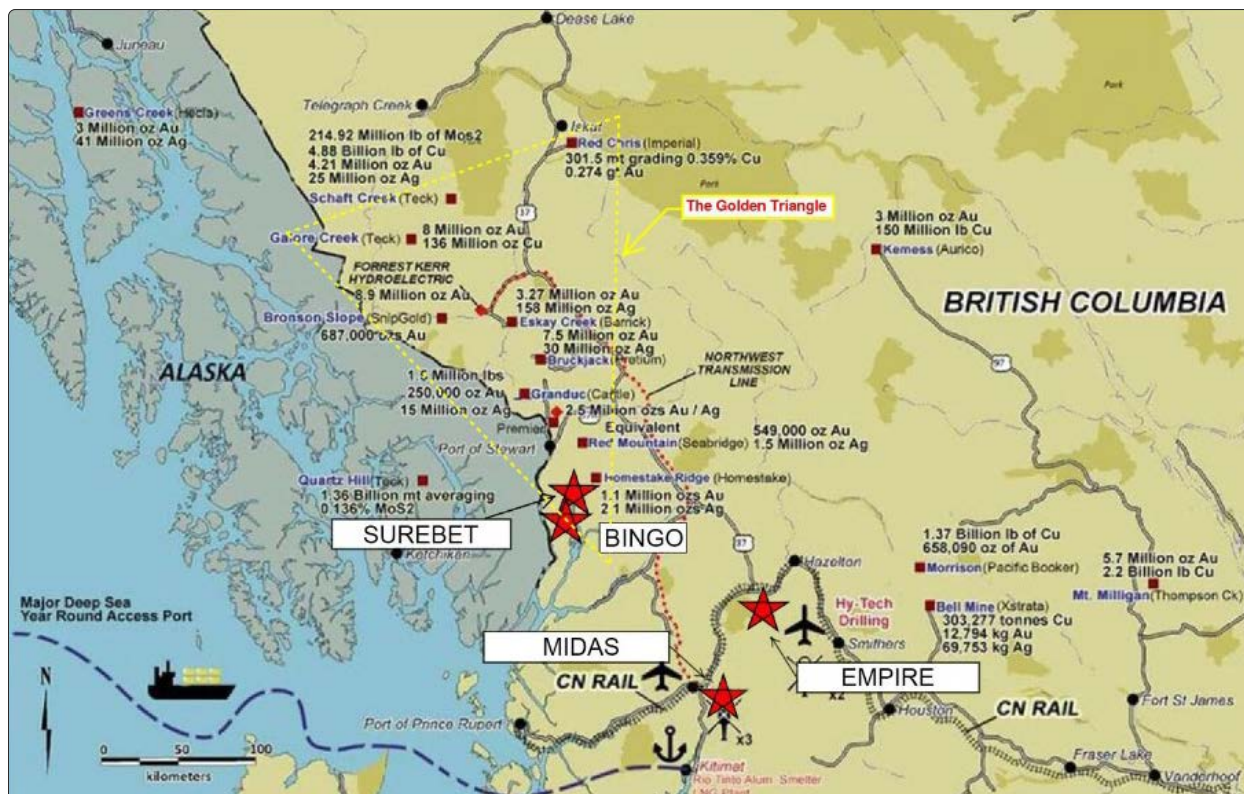 Dease Lake
Juneau
Park
Telegraph Creek
Greens Creek (Hecla)
3 Million oz Au
41 Million oz Ag
Iskut
214.92 Million lb of Mos2
4.88 Billion lb of Cu
4.21 Million oz Au
25 Million oz Ag
Schaft Creek (Teck)
Red Chris (Imperial)
301.5 mt grading 0.359% Cu
0.274 g. Au
Park
The Golden Triangle
37
3 Million oz Au
150 Million lb Cu
Kemess (Aurico)
8 Million oz Au
136 Million oz Cu
Galore Creek (Teck)
FORREST KERR
HYDROELECTRIC
8.9 Million oz Au
Bronson Slope (SnipGold)
687,000 ozs Au
3.27 Million oz Au
158 Million oz Ag
Eskay Creek (Barrick)
7.5 Million oz Au
30 Million oz Ag
Bruckjack (Pretium)
BRITISH COLUMBIA
NORTHWEST
TRANSMISSION
LINE
97
ALASKA
Million lbs
250,000 oz Au
15 Million oz Ag
Granduc (Castle)
2.5 Million ozs Au / Ag
Equivalent
Premier
Port of Stewart
Red Mountain (Seabridge)
549,000 oz Au
1.5 Million oz Ag
Quartz Hill (Teck)
1.36 Billion mt averaging
0.136% MoS2
Homestake Ridge (Homestake)
1.1 Million ozs Au
Million ozs Ag
SUREBET
BINGO
Ketchikan
37
Hazelton
1.37 Billion lb of Cu
658,090 oz of Au
Morrison (Pacific Booker)
5.7 Million oz Au
2.2 Billion lb Cu
Mt. Milligan (Thompson Ck)
Bell Mine (Xstrata)
303,277 tonnes Cu
12,794 kg Au
69,753 kg Ag
Major Deep Sea
Year Round Access Port
Hy-Tech
Drilling
Smithers
MIDAS
EMPIRE
x2
N
CN RAIL
Port of Prince Rupert
x3
Houston
CN RAIL
Fort St James
Fraser Lake
Vanderhoof
0 50 100
kilometers
Kitimat
Rio Tinto Alum. Smelter
LNG Plant